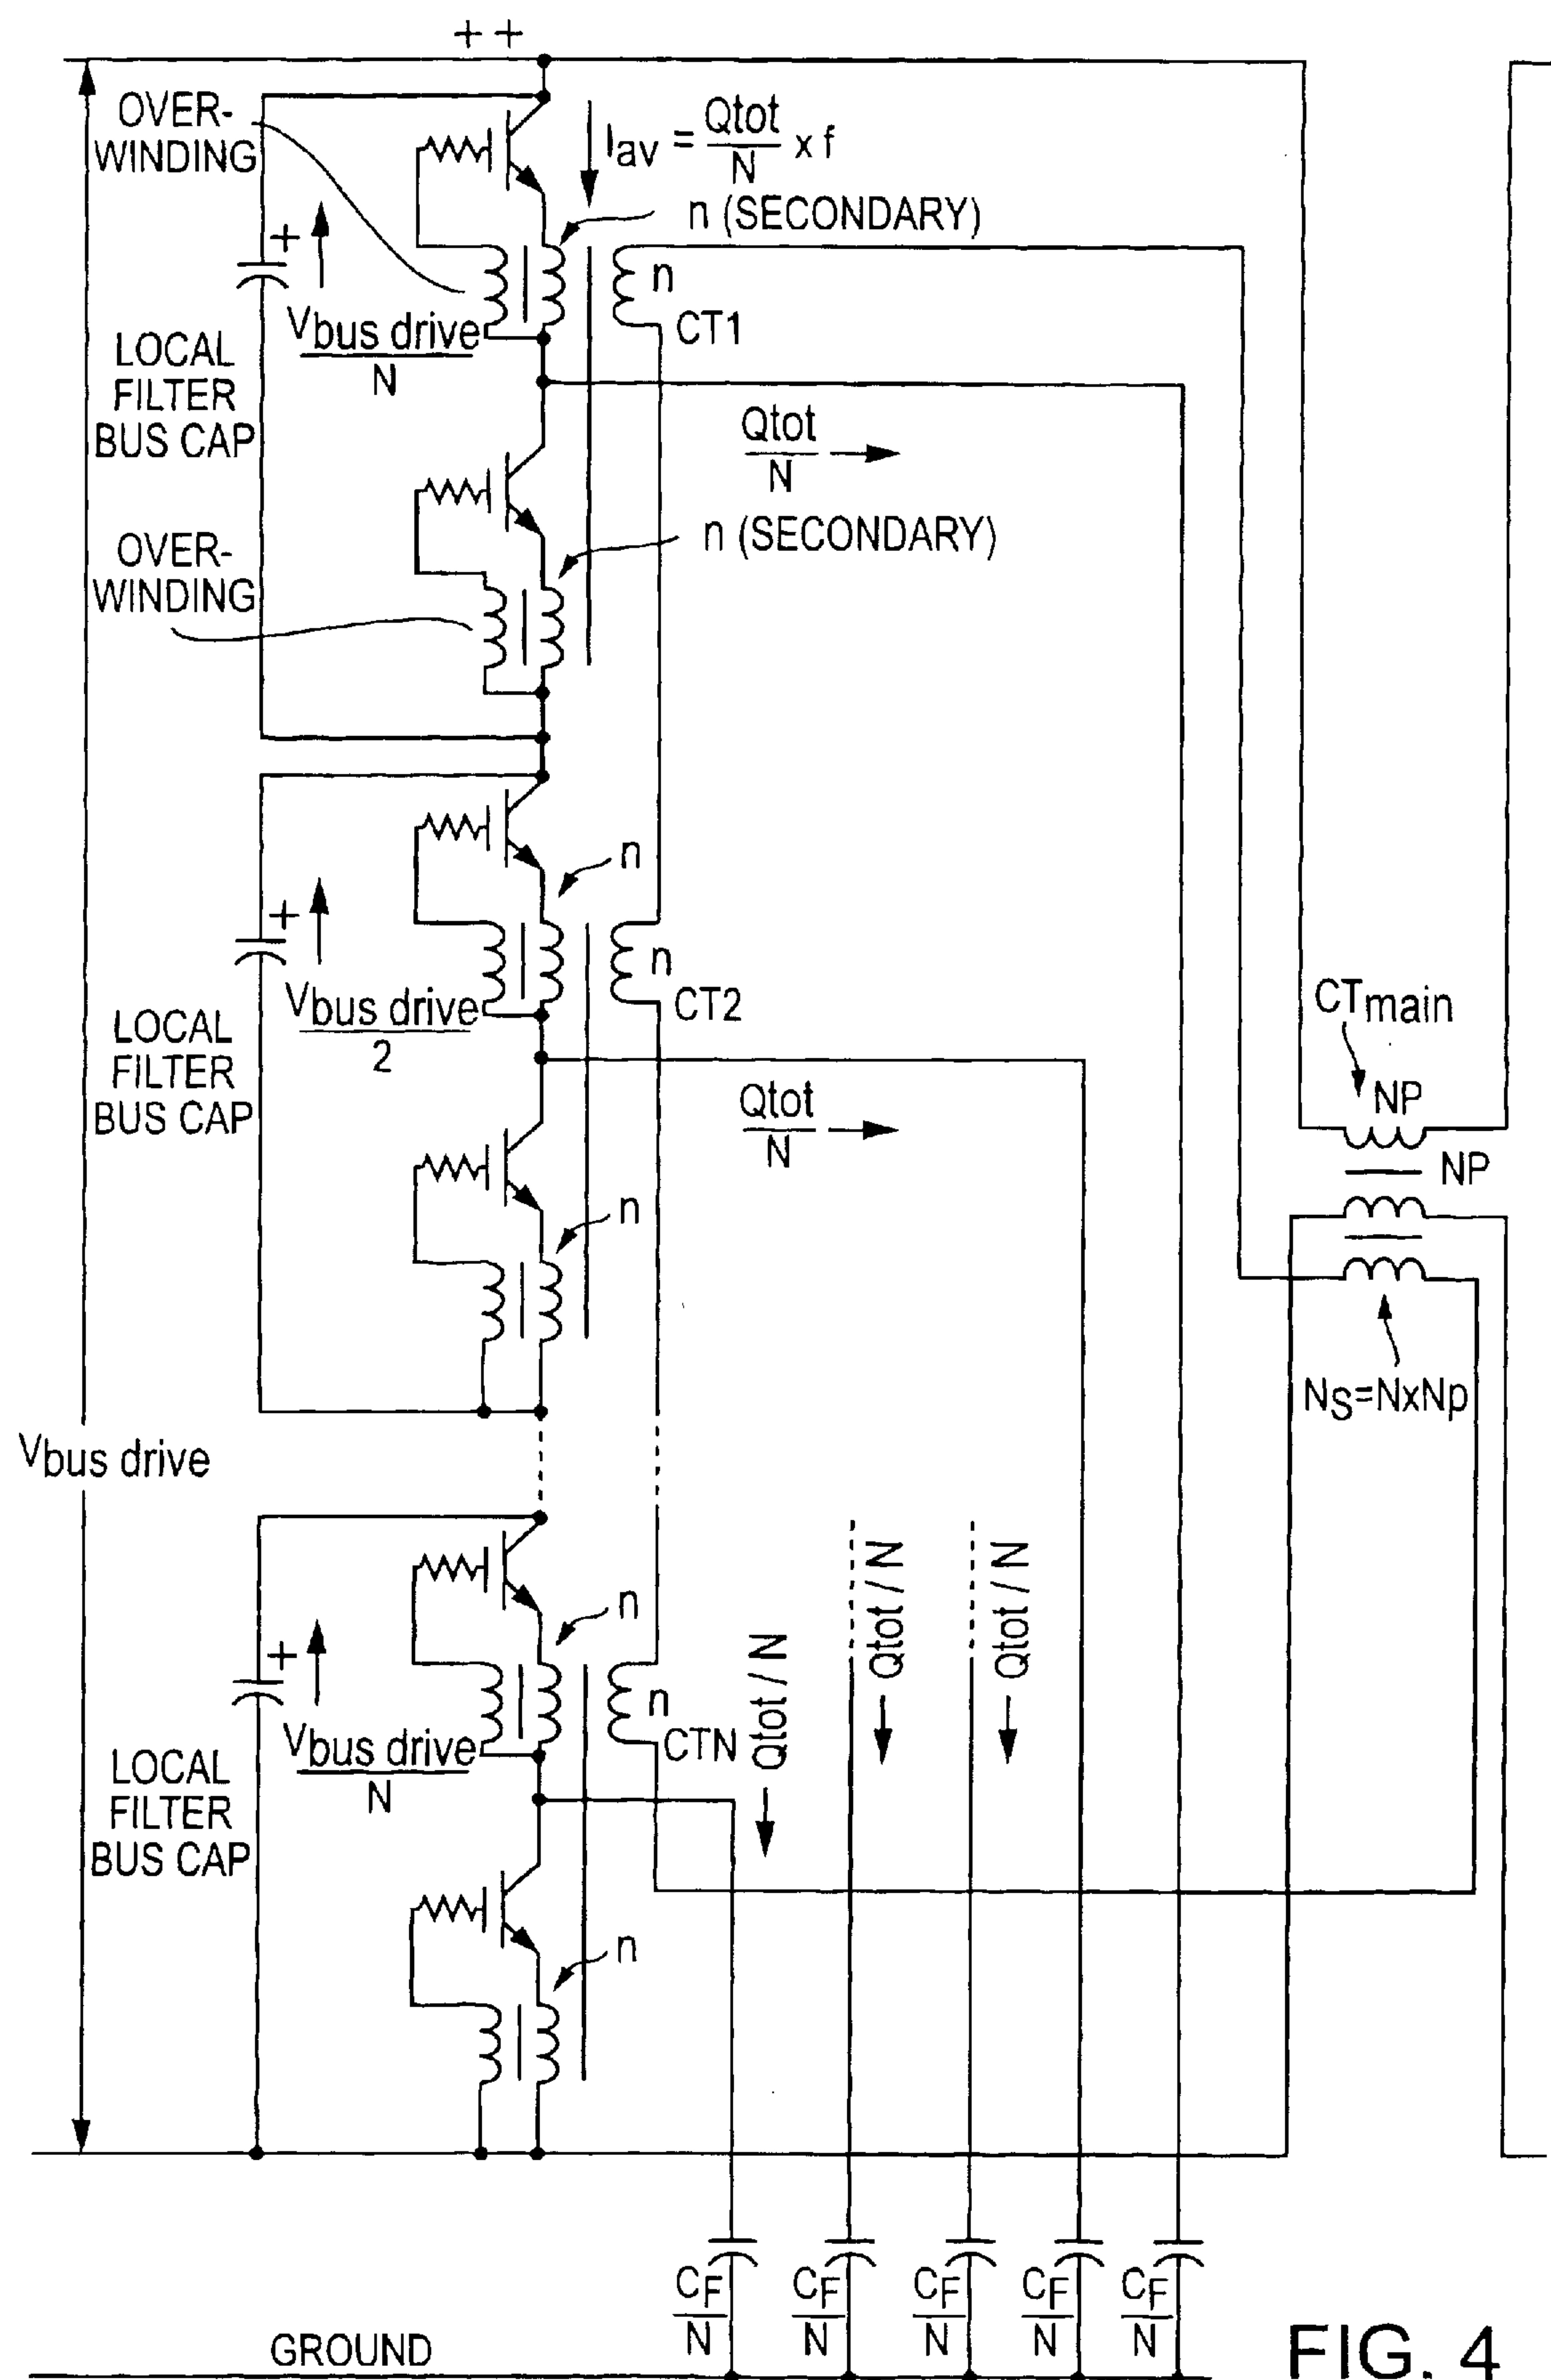 ++
OVER-
WINDING
Iav = Qtot/N x f
n (SECONDARY)
+
n
CT1
Vbus drive
N
LOCAL
FILTER
BUS CAP
Qtot
N
n (SECONDARY)
OVER-
WINDING
n
+
n
CT2
Vbus drive
2
LOCAL
FILTER
BUS CAP
Qtot
N
CTmain
NP
NP
n
NS=NxNp
Vbus drive
n
+
n
CTN
Vbus drive
N
LOCAL
FILTER
BUS CAP
Qtot / N
Qtot / N
Qtot / N
n
CF
N
CF
N
CF
N
CF
N
CF
N
GROUND
FIG. 4